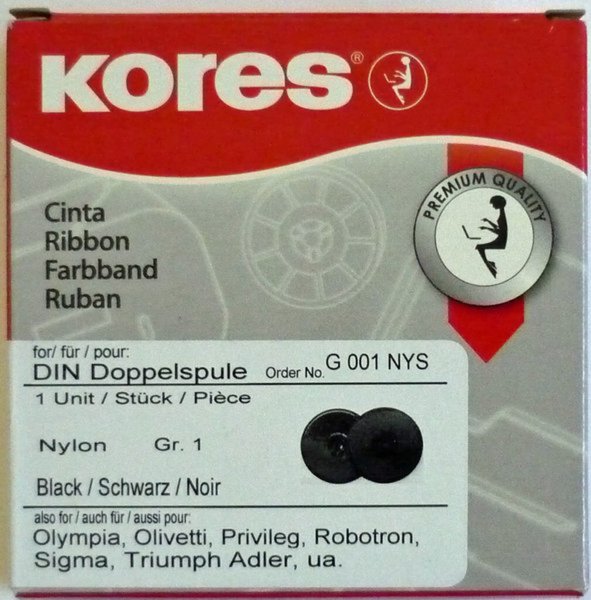 KORES®
PREMIUM QUALITY
Cinta
Ribbon
Farbband
Ruban
for/ für / pour:
DIN Doppelspule Order No. G 001 NYS
1 Unit / Stück / Pièce
Nylon Gr. 1
Black / Schwarz / Noir
also for / auch für / aussi pour:
Olympia, Olivetti, Privileg, Robotron,
Sigma, Triumph Adler, ua.